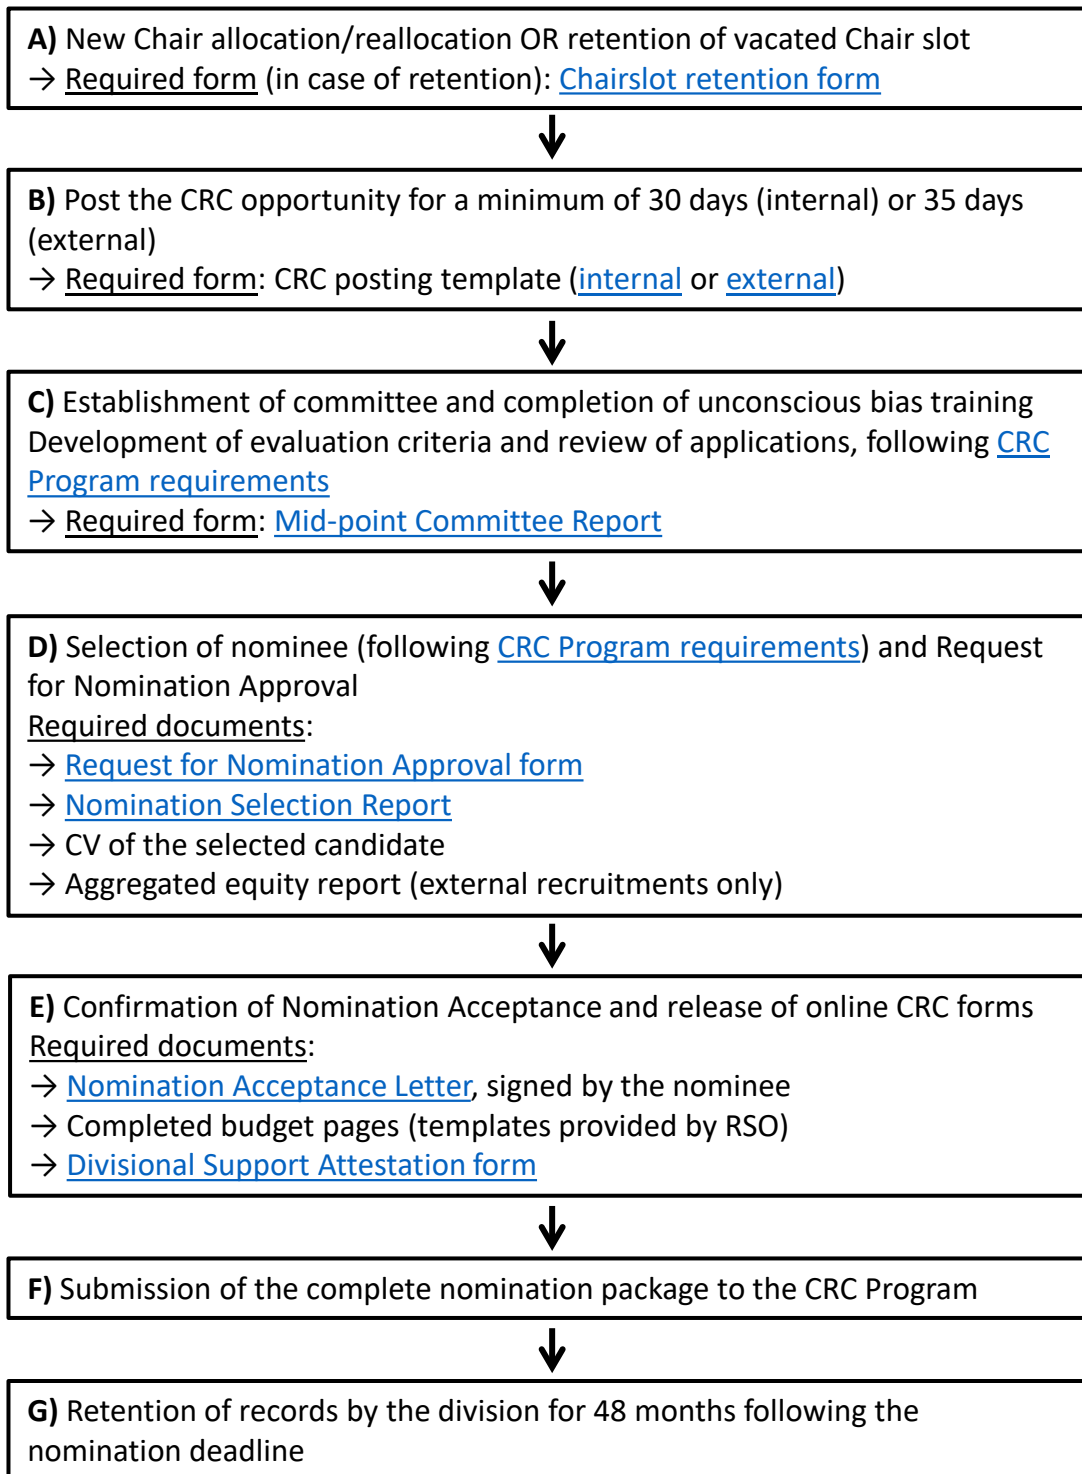 A) New Chair allocation/reallocation OR retention of vacated Chair slot
→ Required form (in case of retention): Chairslot retention form
B) Post the CRC opportunity for a minimum of 30 days (internal) or 35 days
(external)
→ Required form: CRC posting template (internal or external)
C) Establishment of committee and completion of unconscious bias training
Development of evaluation criteria and review of applications, following CRC
Program requirements
→ Required form: Mid-point Committee Report
D) Selection of nominee (following CRC Program requirements) and Request
for Nomination Approval
Required documents:
→ Request for Nomination Approval form
→ Nomination Selection Report
→ CV of the selected candidate
→ Aggregated equity report (external recruitments only)
E) Confirmation of Nomination Acceptance and release of online CRC forms
Required documents:
→ Nomination Acceptance Letter, signed by the nominee
→ Completed budget pages (templates provided by RSO)
→ Divisional Support Attestation form
F) Submission of the complete nomination package to the CRC Program
G) Retention of records by the division for 48 months following the
nomination deadline